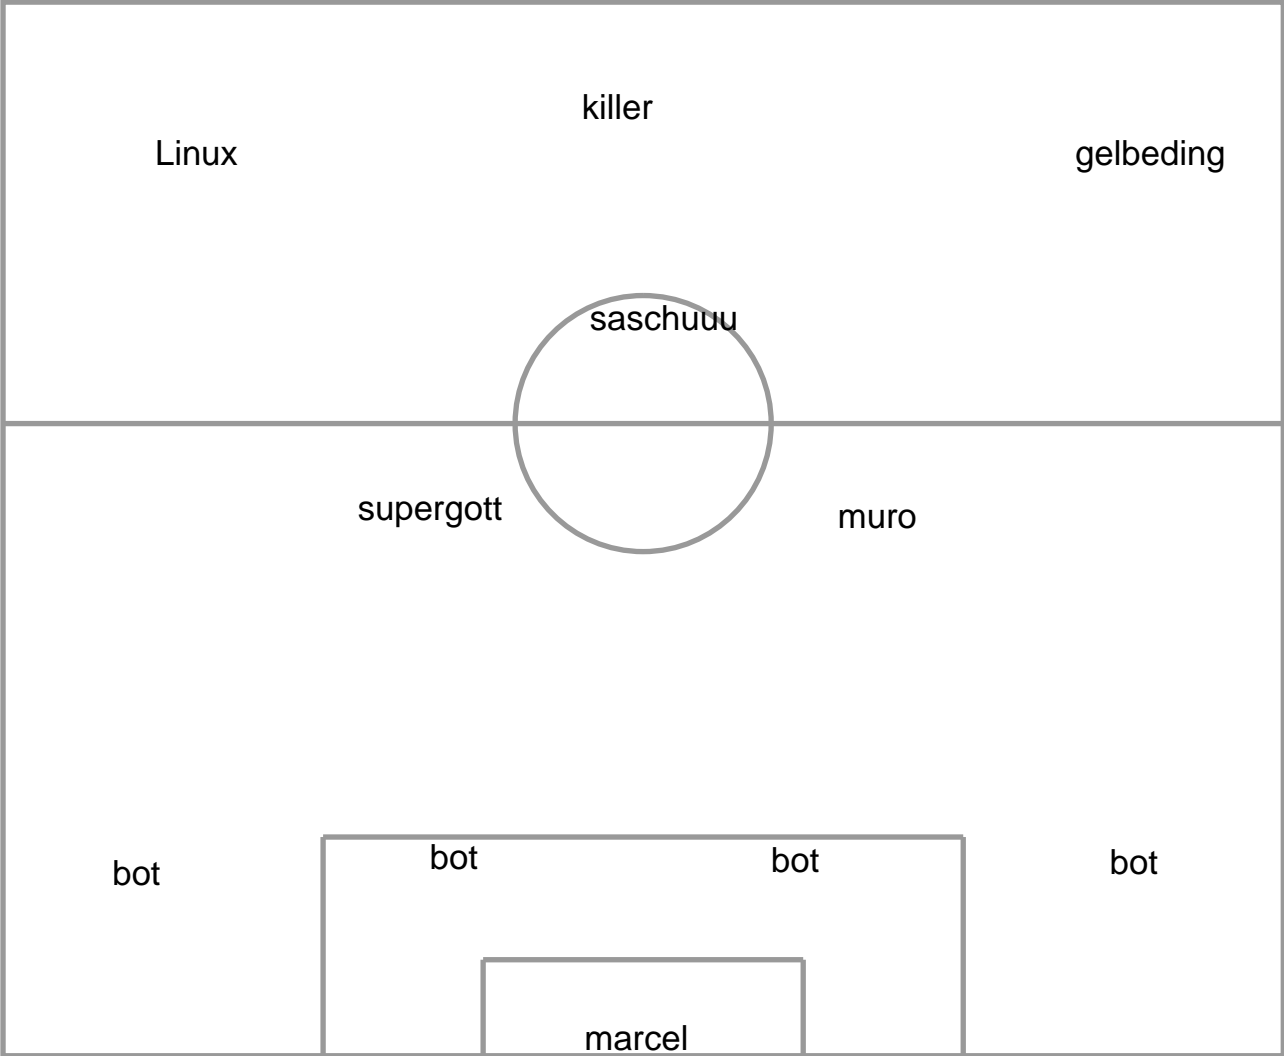 killer
Linux
gelbeding
saschuuu
supergott
muro
bot
bot
bot
bot
marcel